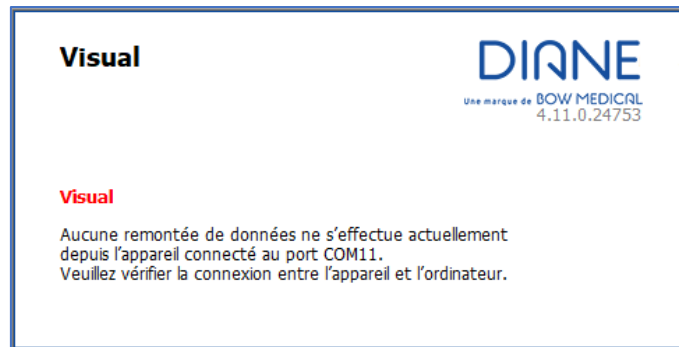 Visual
DIANE
Une marque de BOW MEDICAL
4.11.0.24753
Visual
Aucune remontée de données ne s'effectue actuellement
depuis l'appareil connecté au port COM11.
Veuillez vérifier la connexion entre l'appareil et l'ordinateur.